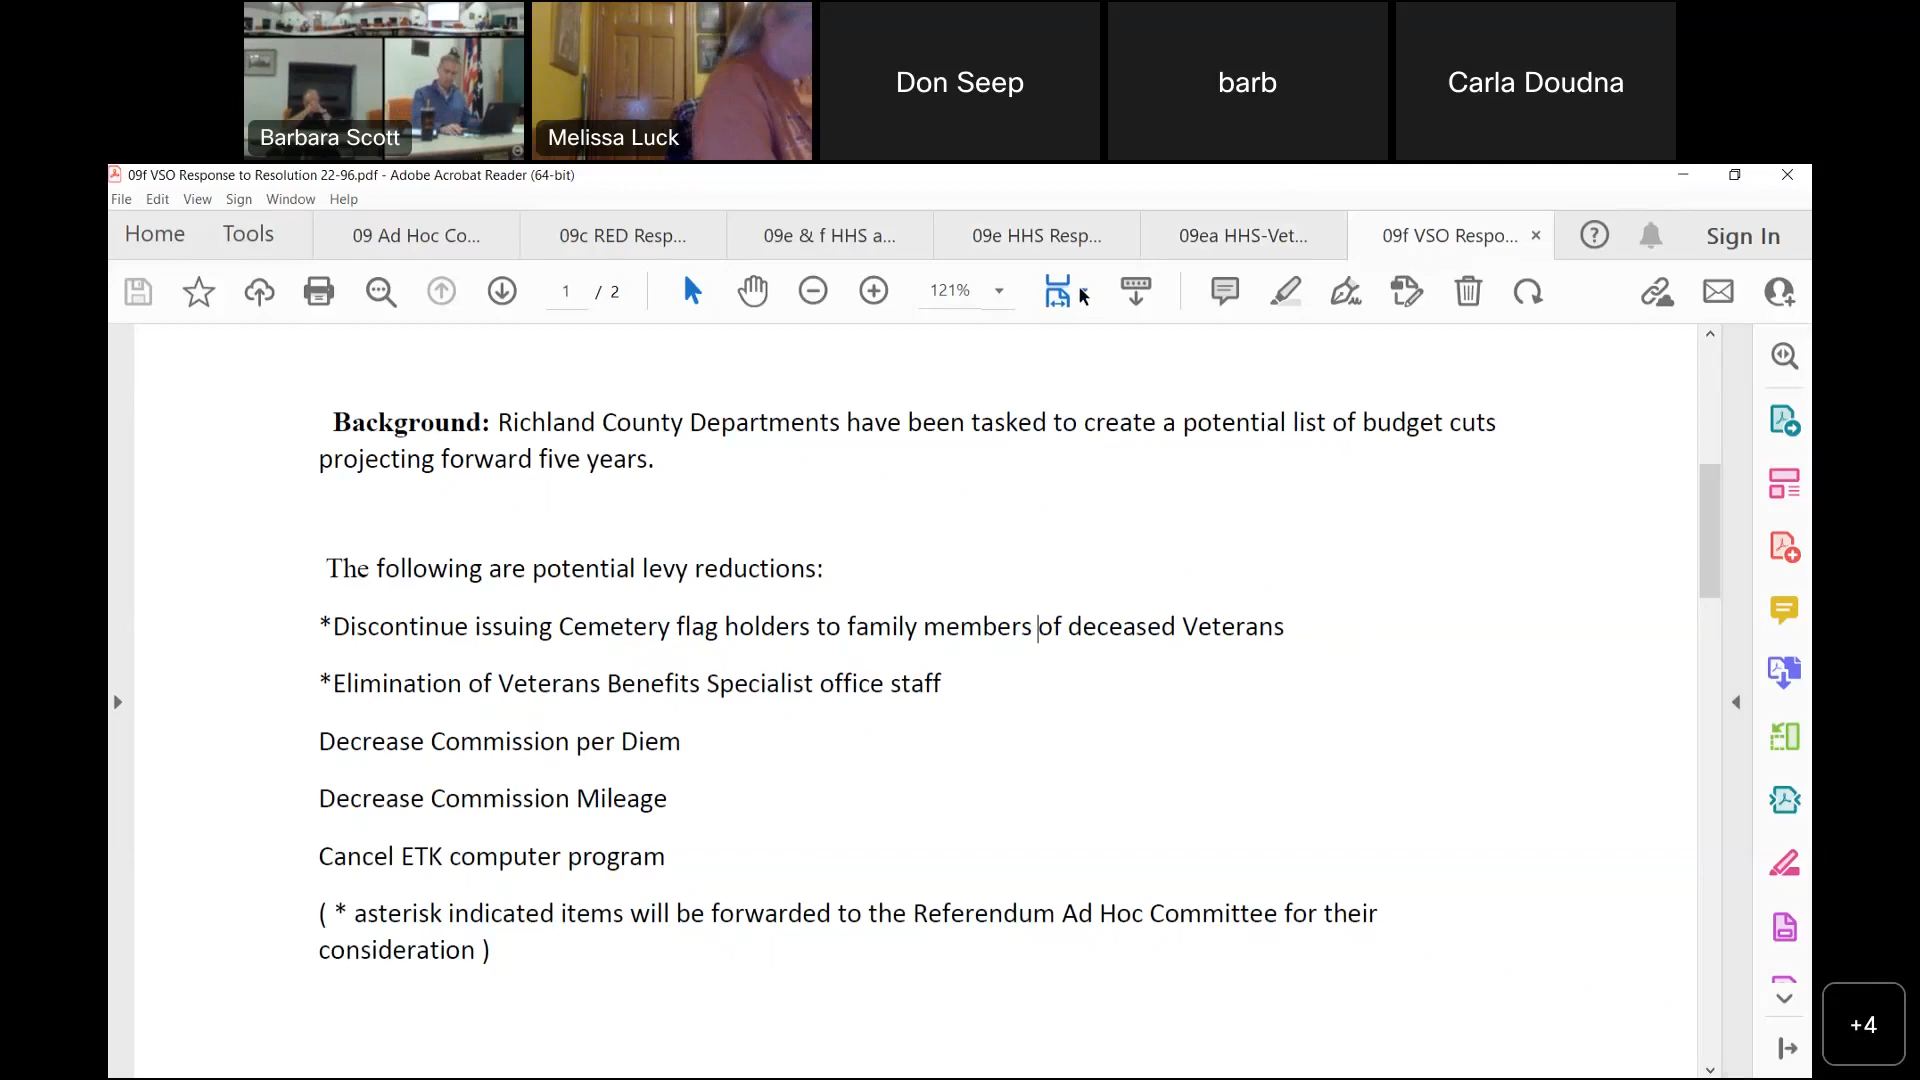 Barbara Scott
Melissa Luck
Don Seep
barb
Carla Doudna
09f VSO Response to Resolution 22-96.pdf - Adobe Acrobat Reader (64-bit)
File Edit View Sign Window Help
Home Tools 09 Ad Hoc Co... 09c RED Resp... 09e & f HHS a... 09e HHS Resp... 09ea HHS-Vet... 09f VSO Respo... × Sign In
1 / 2 121%
Background: Richland County Departments have been tasked to create a potential list of budget cuts
projecting forward five years.
The following are potential levy reductions:
*Discontinue issuing Cemetery flag holders to family members of deceased Veterans
*Elimination of Veterans Benefits Specialist office staff
Decrease Commission per Diem
Decrease Commission Mileage
Cancel ETK computer program
( * asterisk indicated items will be forwarded to the Referendum Ad Hoc Committee for their
consideration )
+4